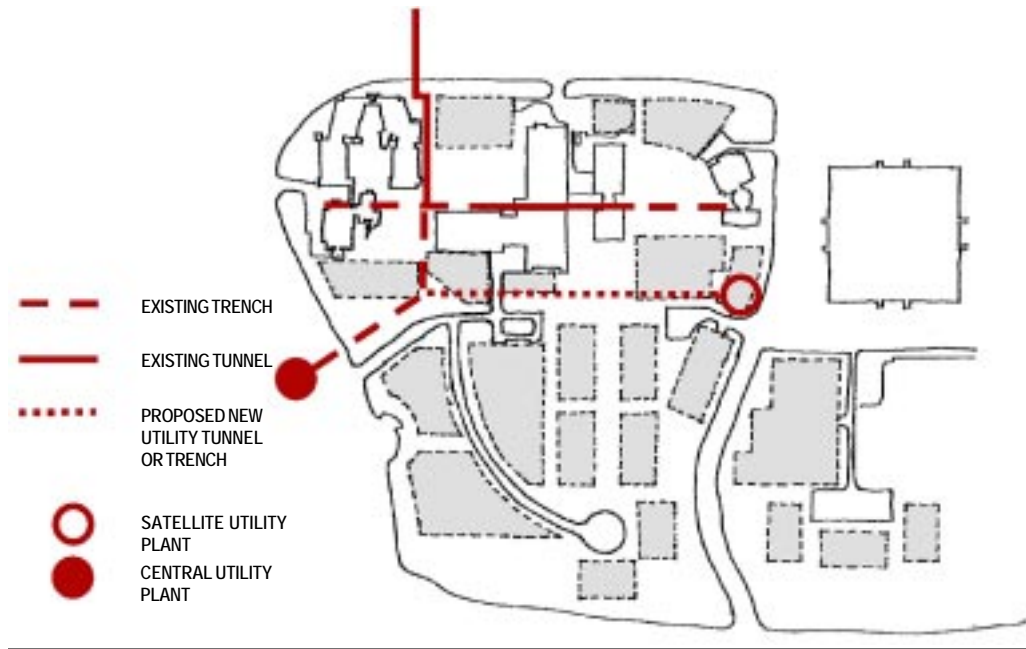 EXISTING TRENCH
EXISTING TUNNEL
PROPOSED NEW
UTILITY TUNNEL
OR TRENCH
SATELLITE UTILITY
PLANT
CENTRAL UTILITY
PLANT